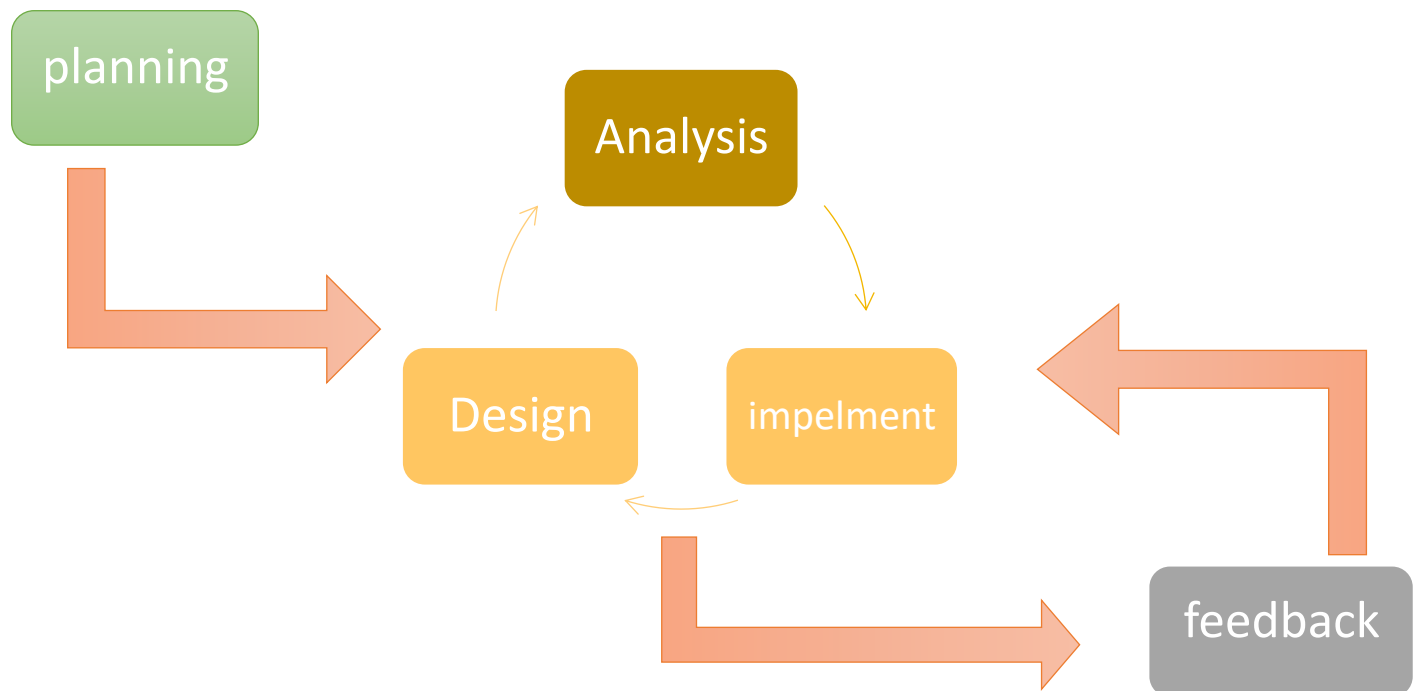 planning
Analysis
Design
impelment
feedback